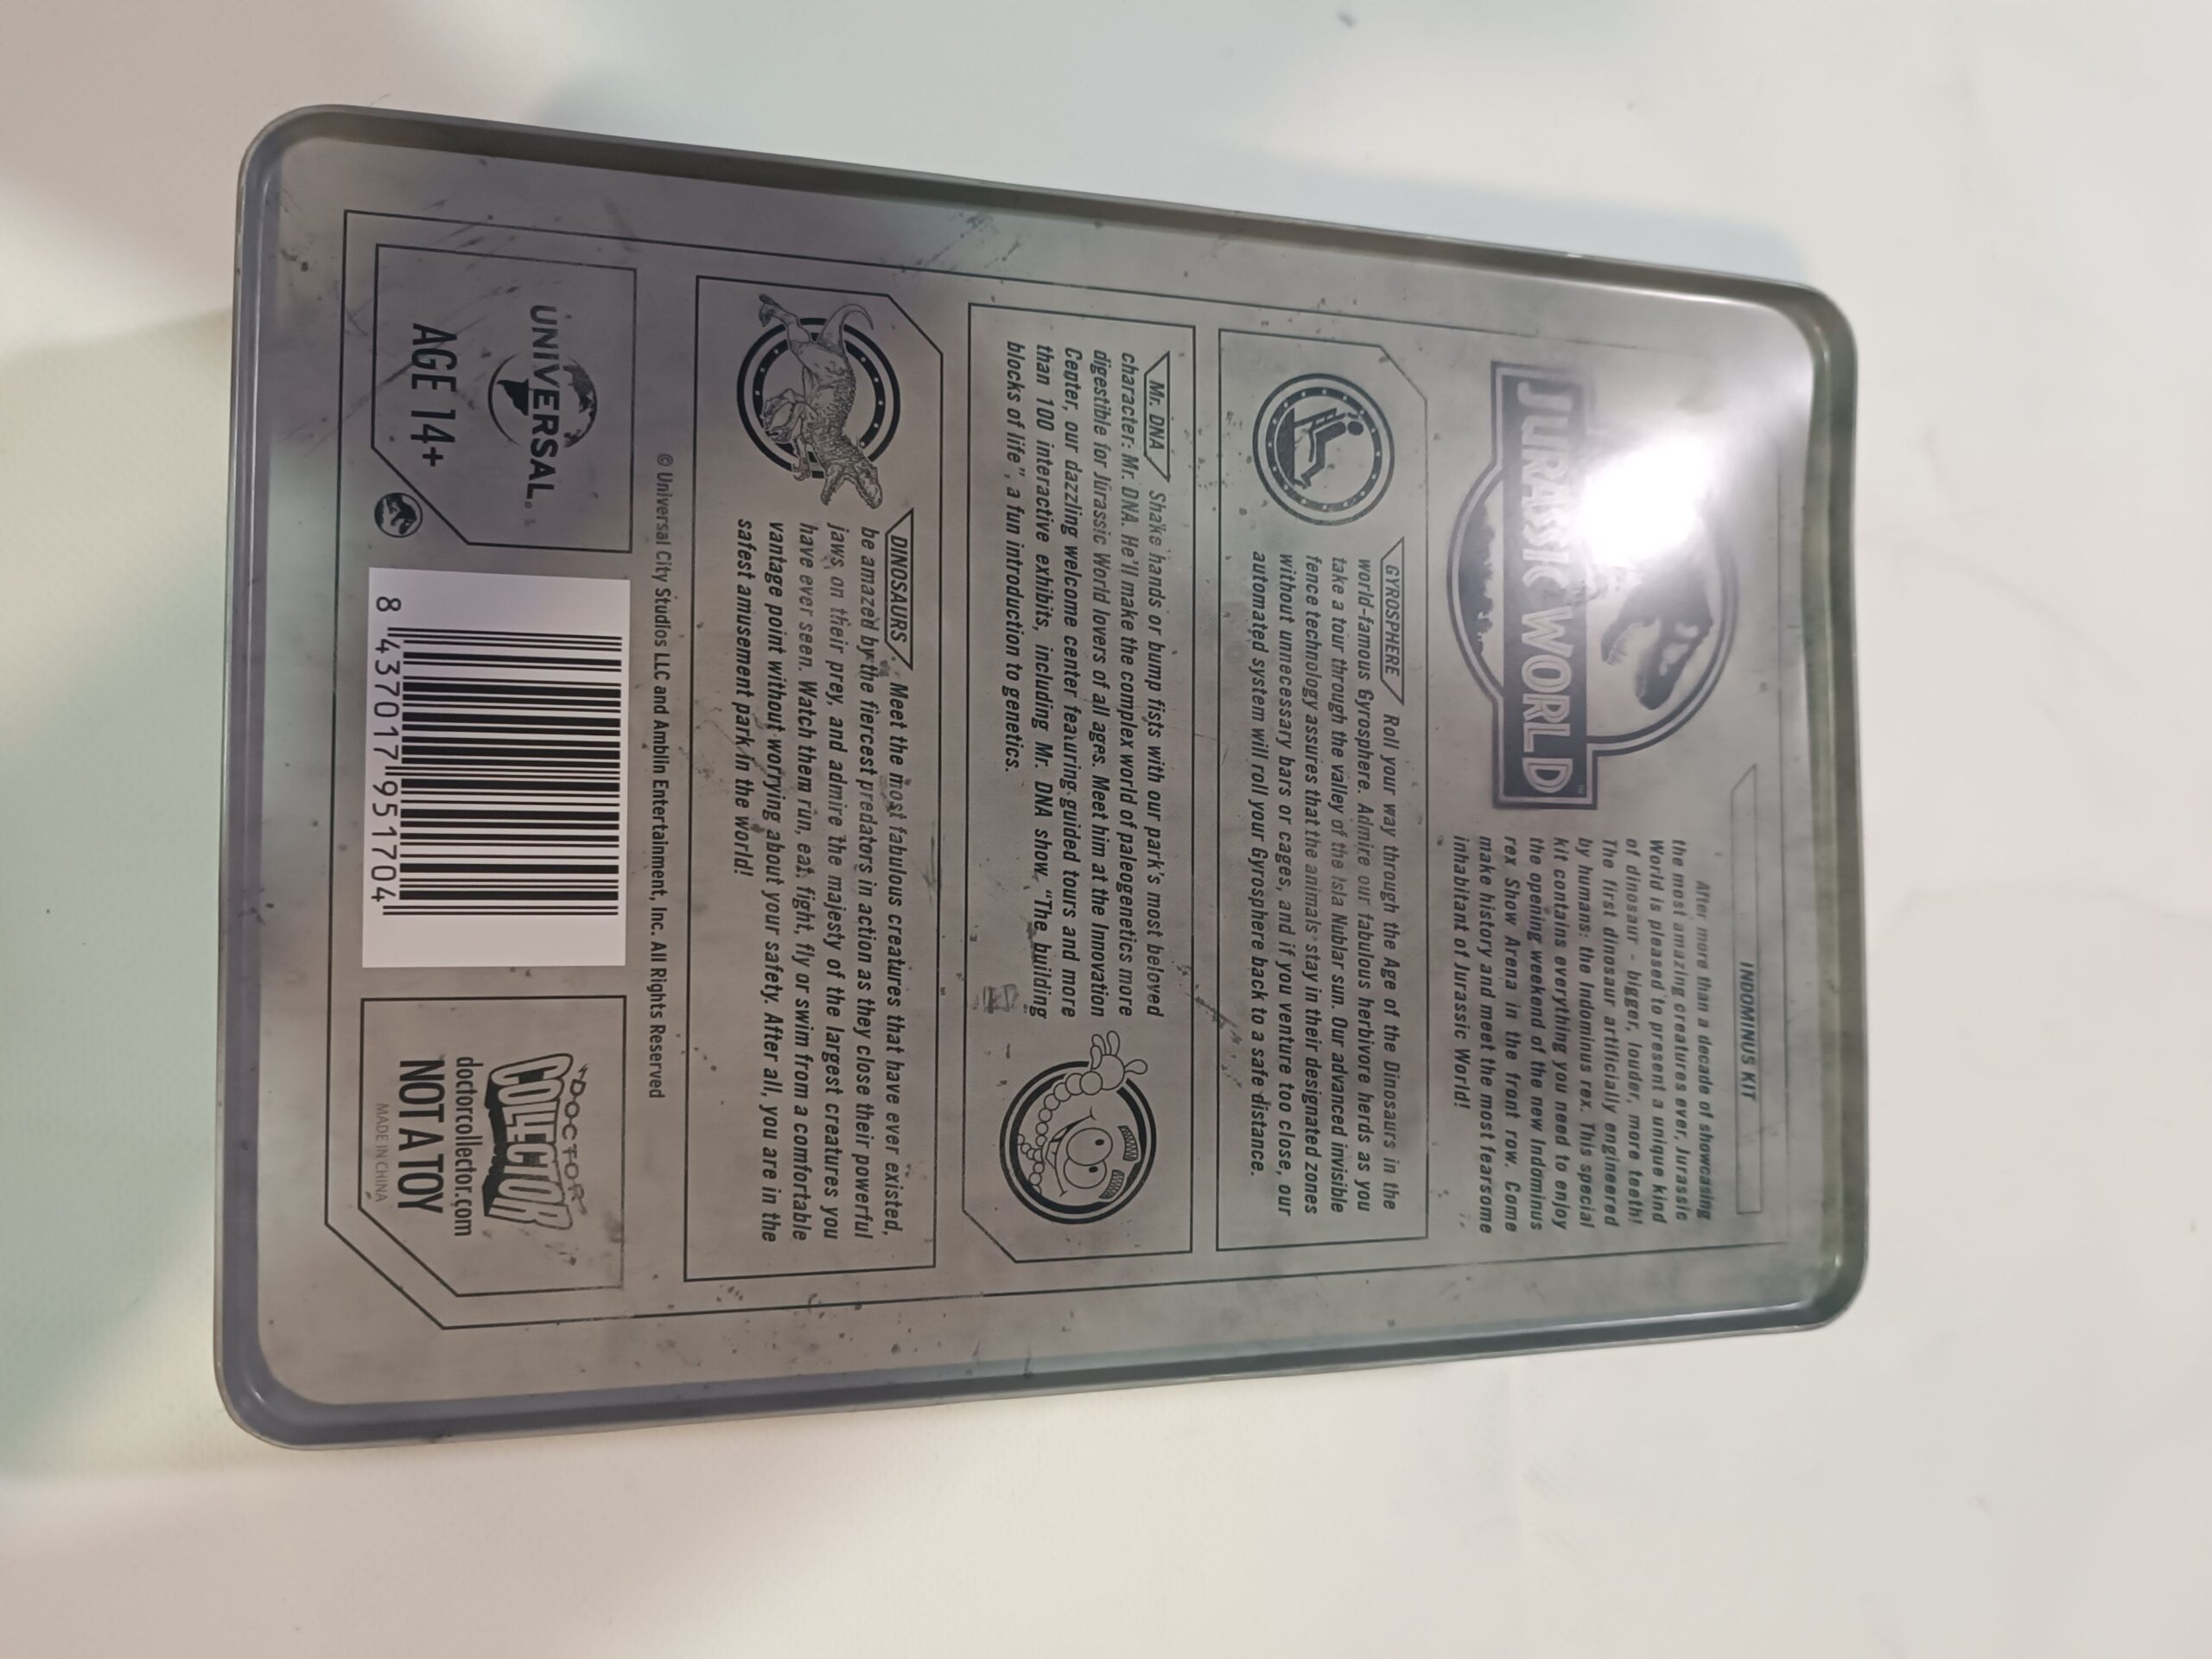 JURASSIC WORLD
INDOMINUS KIT
After more than a decade of showcasing
the most amazing creatures ever, Jurassic
World is pleased to present a unique kind
of dinosaur - bigger, louder, more teeth!
The first dinosaur artificially engineered
by humans: the Indominus rex. This special
kit contains everything you need to enjoy
the opening weekend of the new Indominus
rex Show Arena in the front row. Come
make history and meet the most fearsome
inhabitant of Jurassic World!
GYROSPHERE Roll your way through the Age of the Dinosaurs in the
world-famous Gyrosphere. Admire our fabulous herbivore herds as you
take a tour through the valley of the Isla Nublar sun. Our advanced invisible
fence technology assures that the animals stay in their designated zones
without unnecessary bars or cages, and if you venture too close, our
automated system will roll your Gyrosphere back to a safe distance.
Mr. DNA Shake hands or bump fists with our park's most beloved
character: Mr. DNA. He'll make the complex world of paleogenetics more
digestible for Jurassic World lovers of all ages. Meet him at the Innovation
Center, our dazzling welcome center featuring guided tours and more
than 100 interactive exhibits, including Mr. DNA show, "The building
blocks of life", a fun introduction to genetics.
DINOSAURS Meet the most fabulous creatures that have ever existed,
be amazed by the fiercest predators in action as they close their powerful
jaws on their prey, and admire the majesty of the largest creatures you
have ever seen. Watch them run, eat, fight, fly or swim from a comfortable
vantage point without worrying about your safety. After all, you are in the
safest amusement park in the world!
© Universal City Studios LLC and Amblin Entertainment, Inc. All Rights Reserved
UNIVERSAL
AGE 14+
8 437017 951704
DOCTOR
COLLECTOR
doctorcollector.com
NOT A TOY
MADE IN CHINA